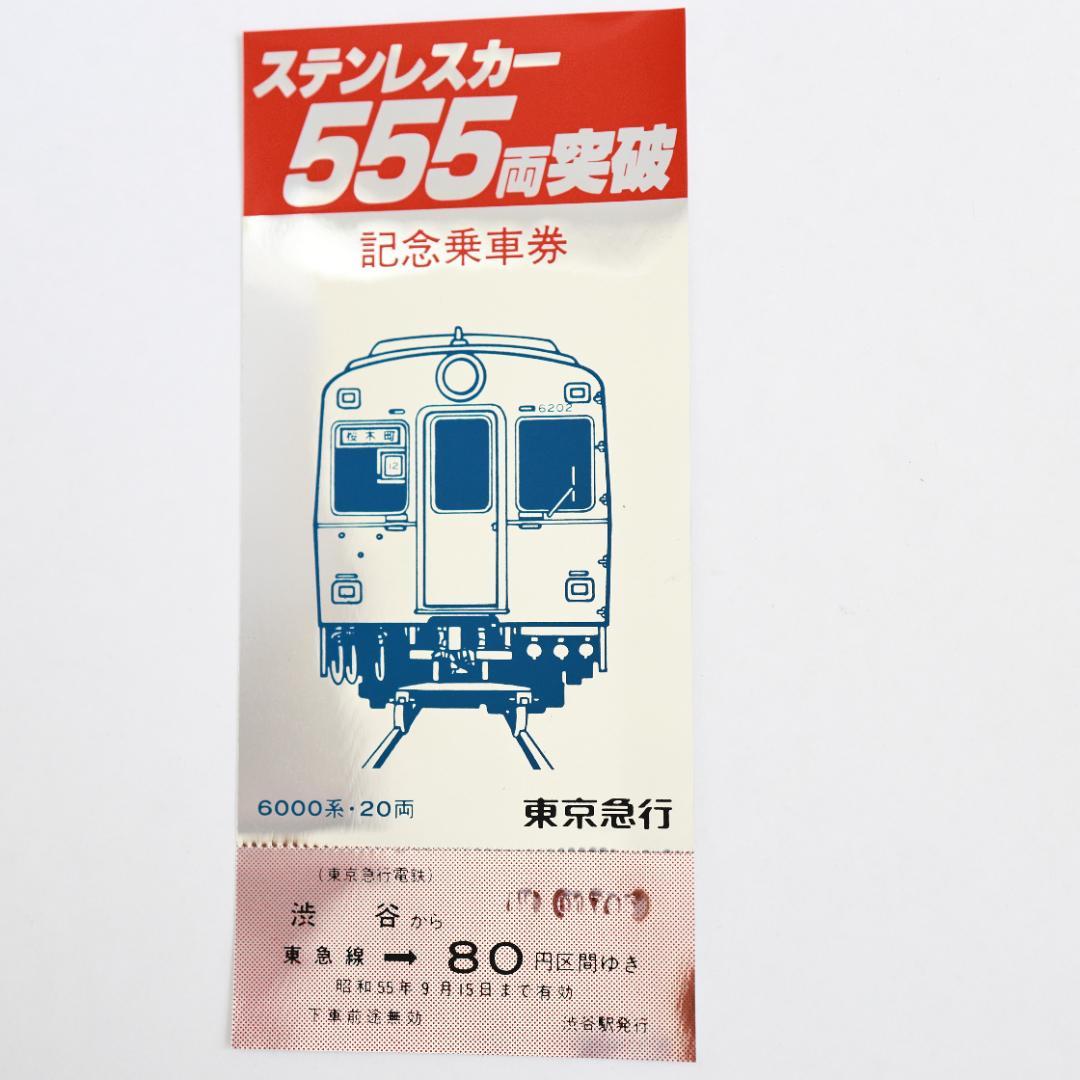 ステンレスカー
555両突破
記念乗車券
6202
桜木町
12
6000系・20両
東京急行
(東京急行電鉄)
渋谷から
東急線➡80円区間ゆき
昭和55年9月15日まで有効
下車前途無効
渋谷駅発行